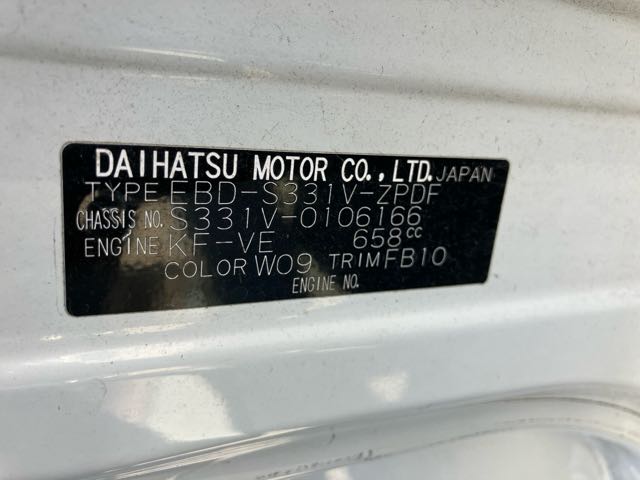 DAIHATSU MOTOR CO.,LTD. JAPAN
TYPE EBD-S331V-ZPDF
CHASSIS NO. S331V-0106166
ENGINE KF-VE 658cc
COLOR W09 TRIM FB10
ENGINE NO.